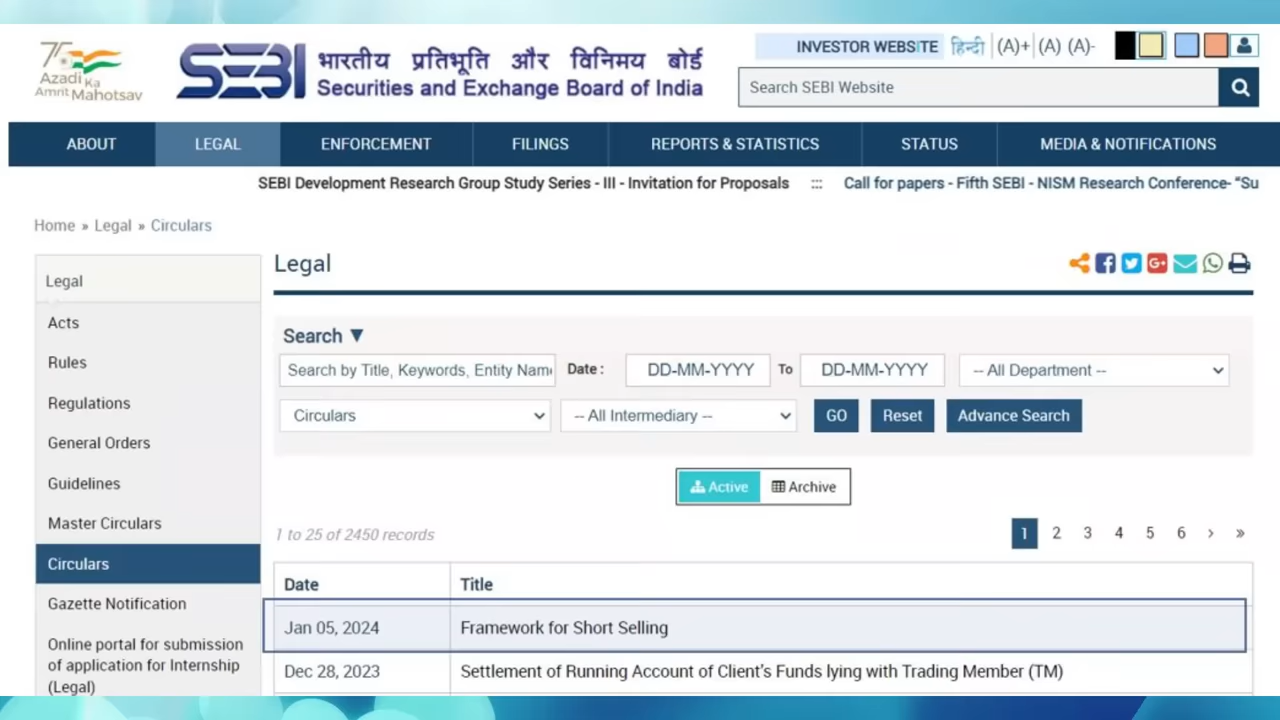 75
Azadi Ka
Amrit Mahotsav
SEBI
भारतीय प्रतिभूति और विनिमय बोर्ड
Securities and Exchange Board of India
INVESTOR WEBSITE हिन्दी (A)+ (A) (A)-
Search SEBI Website
ABOUT LEGAL ENFORCEMENT FILINGS REPORTS & STATISTICS STATUS MEDIA & NOTIFICATIONS
SEBI Development Research Group Study Series - III - Invitation for Proposals ::: Call for papers - Fifth SEBI - NISM Research Conference- “Su
Home » Legal » Circulars
Legal
Acts
Rules
Regulations
General Orders
Guidelines
Master Circulars
Circulars
Gazette Notification
Online portal for submission
of application for Internship
(Legal)
Legal
Search ▼
Search by Title, Keywords, Entity Name Date : DD-MM-YYYY To DD-MM-YYYY -- All Department --
Circulars -- All Intermediary -- GO Reset Advance Search
Active Archive
1 to 25 of 2450 records 1 2 3 4 5 6 › »
Date Title
Jan 05, 2024 Framework for Short Selling
Dec 28, 2023 Settlement of Running Account of Client’s Funds lying with Trading Member (TM)